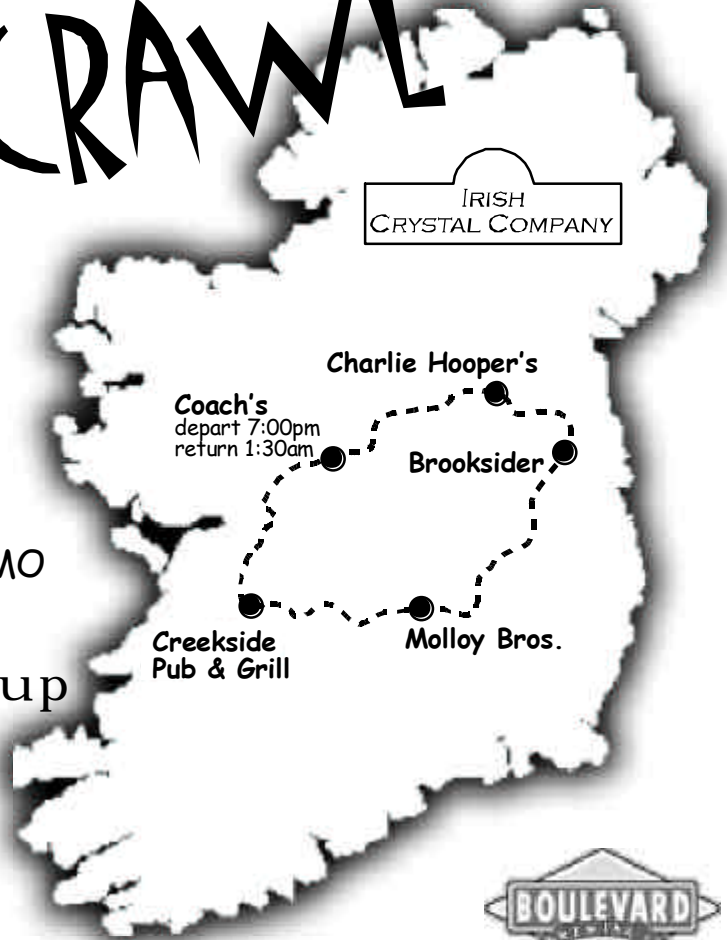 CRAWL
IRISH
CRYSTAL COMPANY
Charlie Hooper's
Coach's
depart 7:00pm
return 1:30am
Brooksider
MO
Creekside
Pub & Grill
Molloy Bros.
up
BOULEVARD